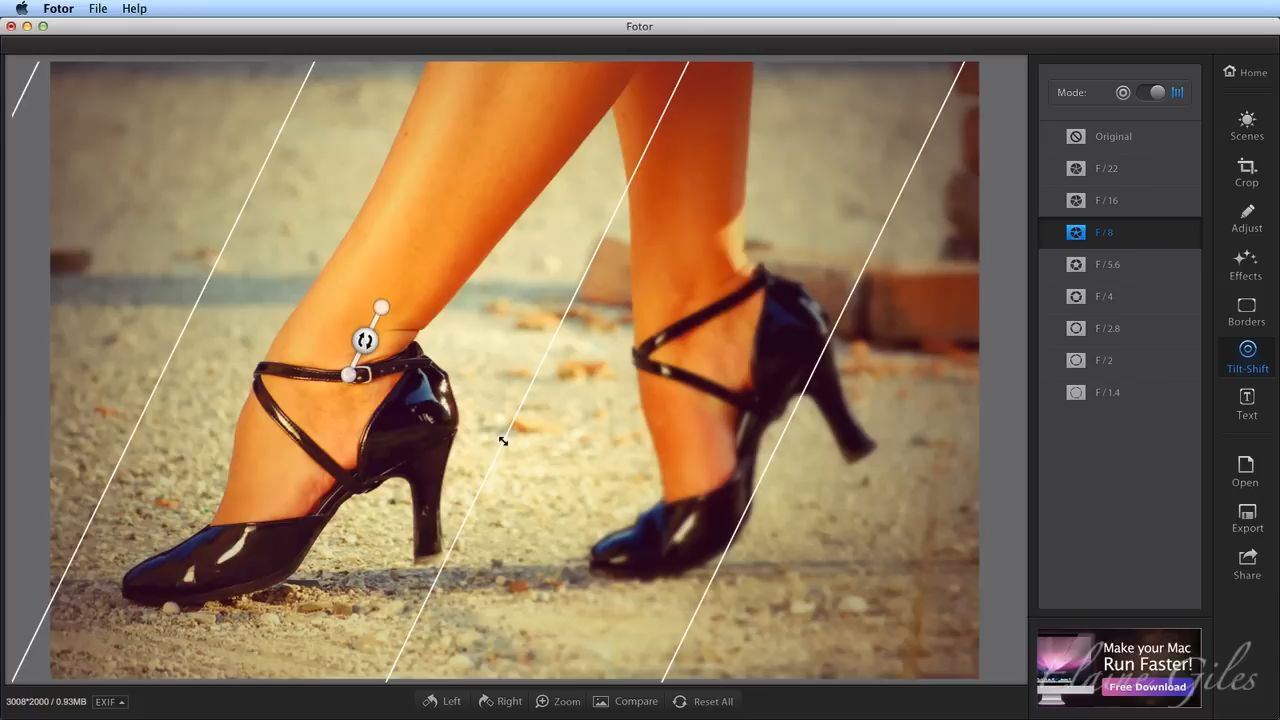 Fotor File Help
Fotor
Mode:
Original
F/22
F/16
F/8
F/5.6
F/4
F/2.8
F/2
F/1.4
Home
Scenes
Crop
Adjust
Effects
Borders
Tilt-Shift
Text
Open
Export
Share
Make your Mac
Run Faster!
Free Download
Elaine Giles
3008*2000 / 0.93MB EXIF Left Right Zoom Compare Reset All